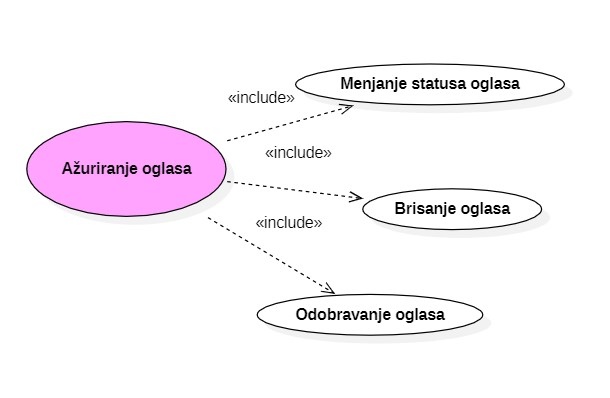 Menjanje statusa oglasa
«include»
«include»
Ažuriranje oglasa
Brisanje oglasa
«include»
Odobravanje oglasa